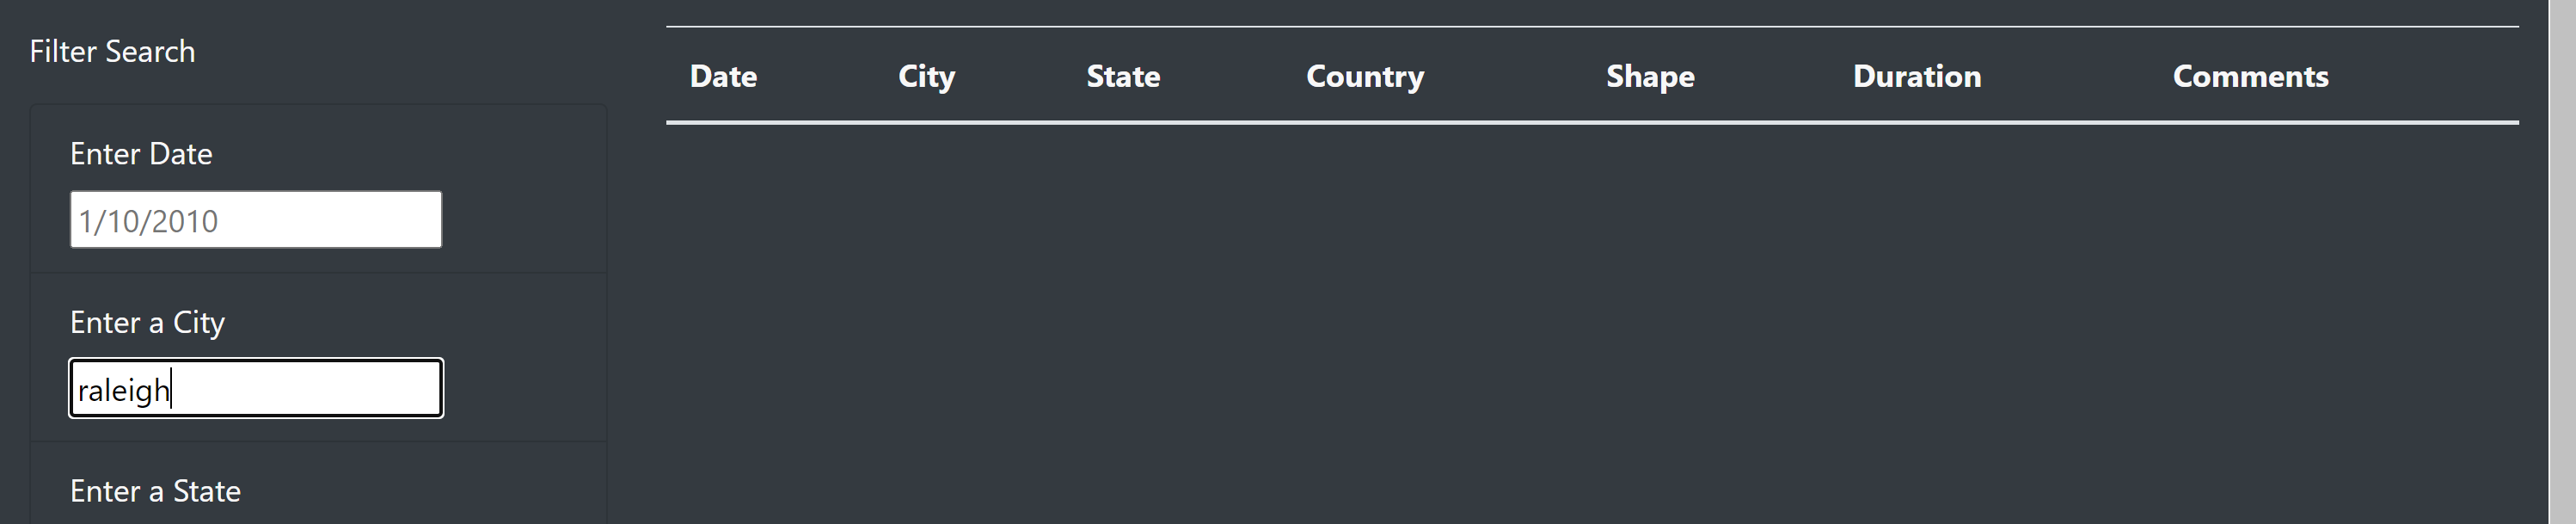 Filter Search
Enter Date
1/10/2010
Enter a City
raleigh
Enter a State
Date City State Country Shape Duration Comments